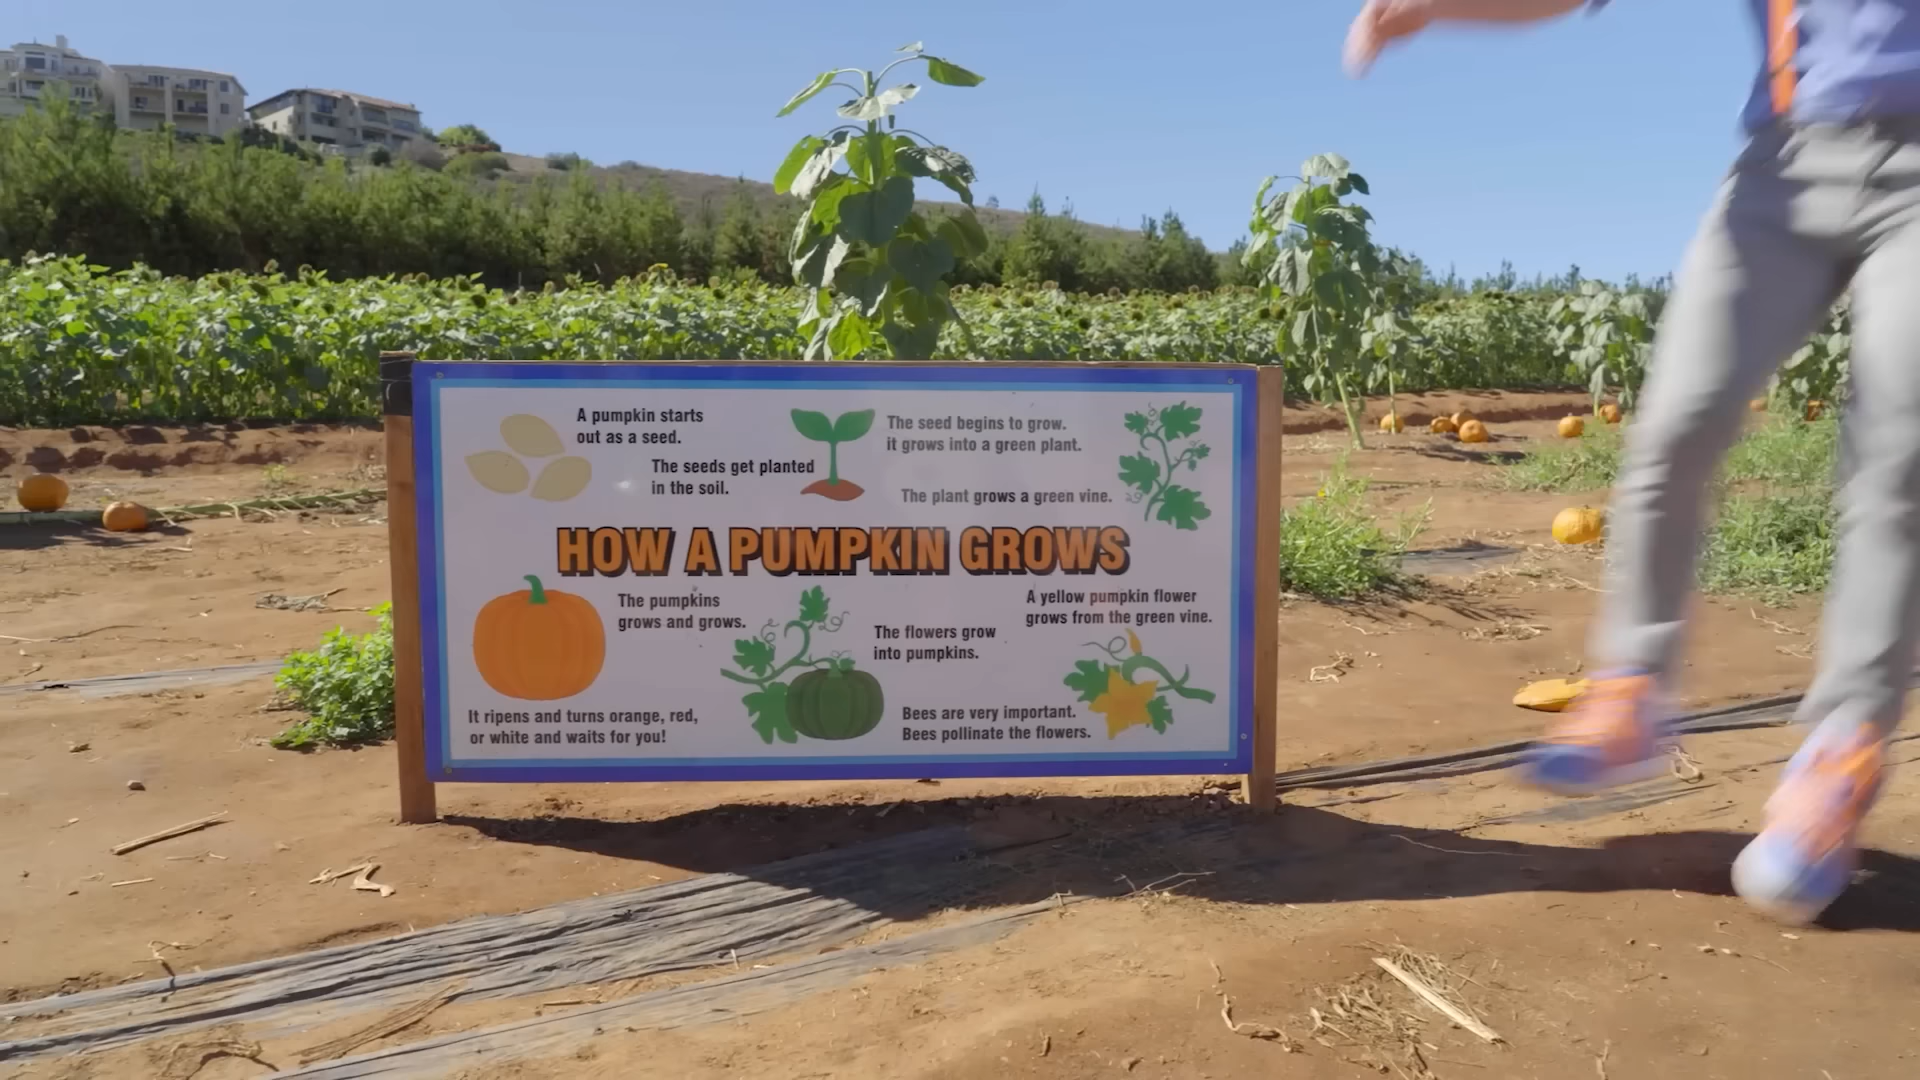 A pumpkin starts
out as a seed.
The seeds get planted
in the soil.
The seed begins to grow.
it grows into a green plant.
The plant grows a green vine.
HOW A PUMPKIN GROWS
A yellow pumpkin flower
grows from the green vine.
Bees are very important.
Bees pollinate the flowers.
The flowers grow
into pumpkins.
The pumpkins
grows and grows.
It ripens and turns orange, red,
or white and waits for you!